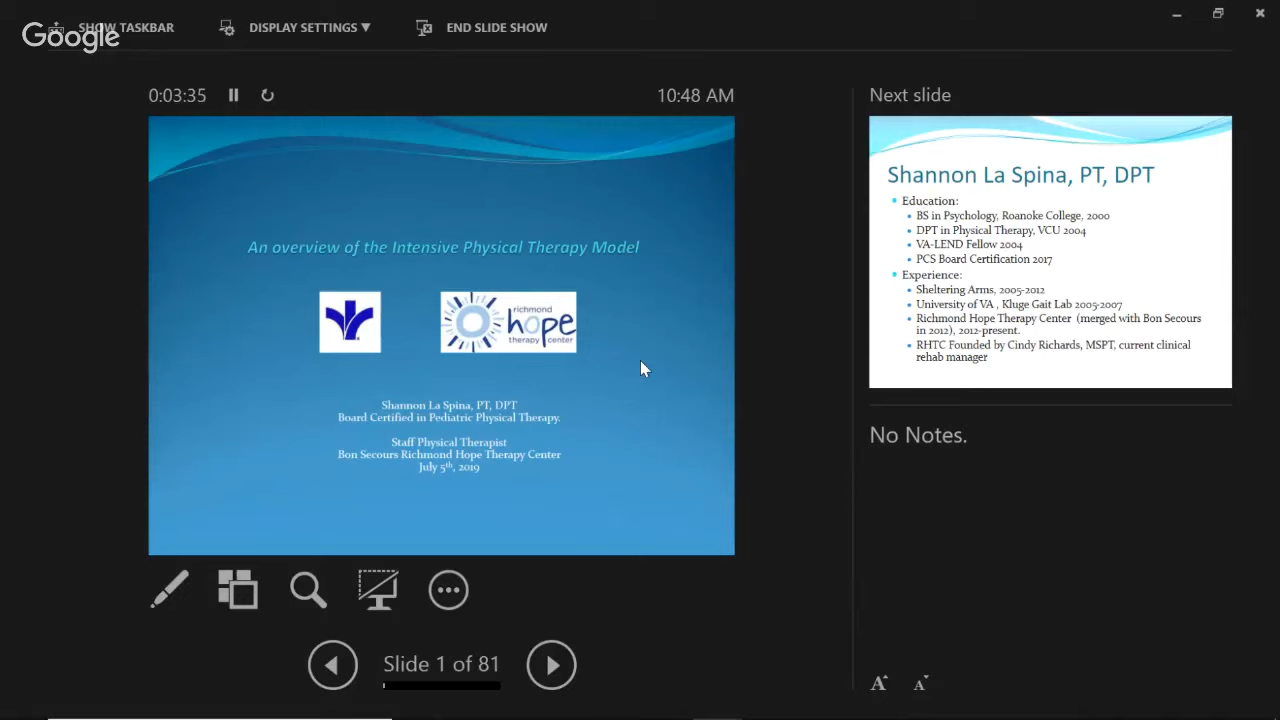 Google
SHOW TASKBAR
DISPLAY SETTINGS ▼
END SLIDE SHOW
0:03:35
10:48 AM
An overview of the Intensive Physical Therapy Model
richmond
hope
therapy center
Shannon La Spina, PT, DPT
Board Certified in Pediatric Physical Therapy.
Staff Physical Therapist
Bon Secours Richmond Hope Therapy Center
July 5th, 2019
Slide 1 of 81
Next slide
Shannon La Spina, PT, DPT
• Education:
• BS in Psychology, Roanoke College, 2000
• DPT in Physical Therapy, VCU 2004
• VA-LEND Fellow 2004
• PCS Board Certification 2017
• Experience:
• Sheltering Arms, 2005-2012
• University of VA , Kluge Gait Lab 2005-2007
• Richmond Hope Therapy Center (merged with Bon Secours
in 2012), 2012-present.
• RHTC Founded by Cindy Richards, MSPT, current clinical
rehab manager
No Notes.
A A